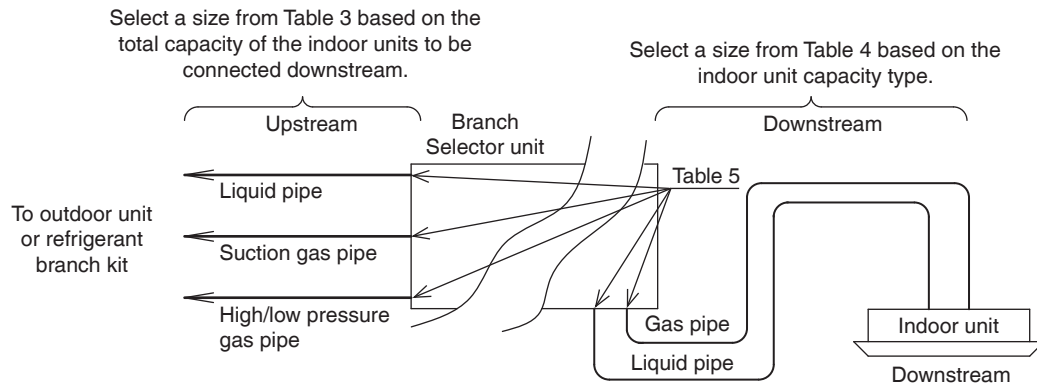 Select a size from Table 3 based on the
total capacity of the indoor units to be
connected downstream.
Select a size from Table 4 based on the
indoor unit capacity type.
Upstream
Branch
Selector unit
Downstream
Table 5
Liquid pipe
To outdoor unit
or refrigerant
branch kit
Suction gas pipe
High/low pressure
gas pipe
Gas pipe
Liquid pipe
Indoor unit
Downstream